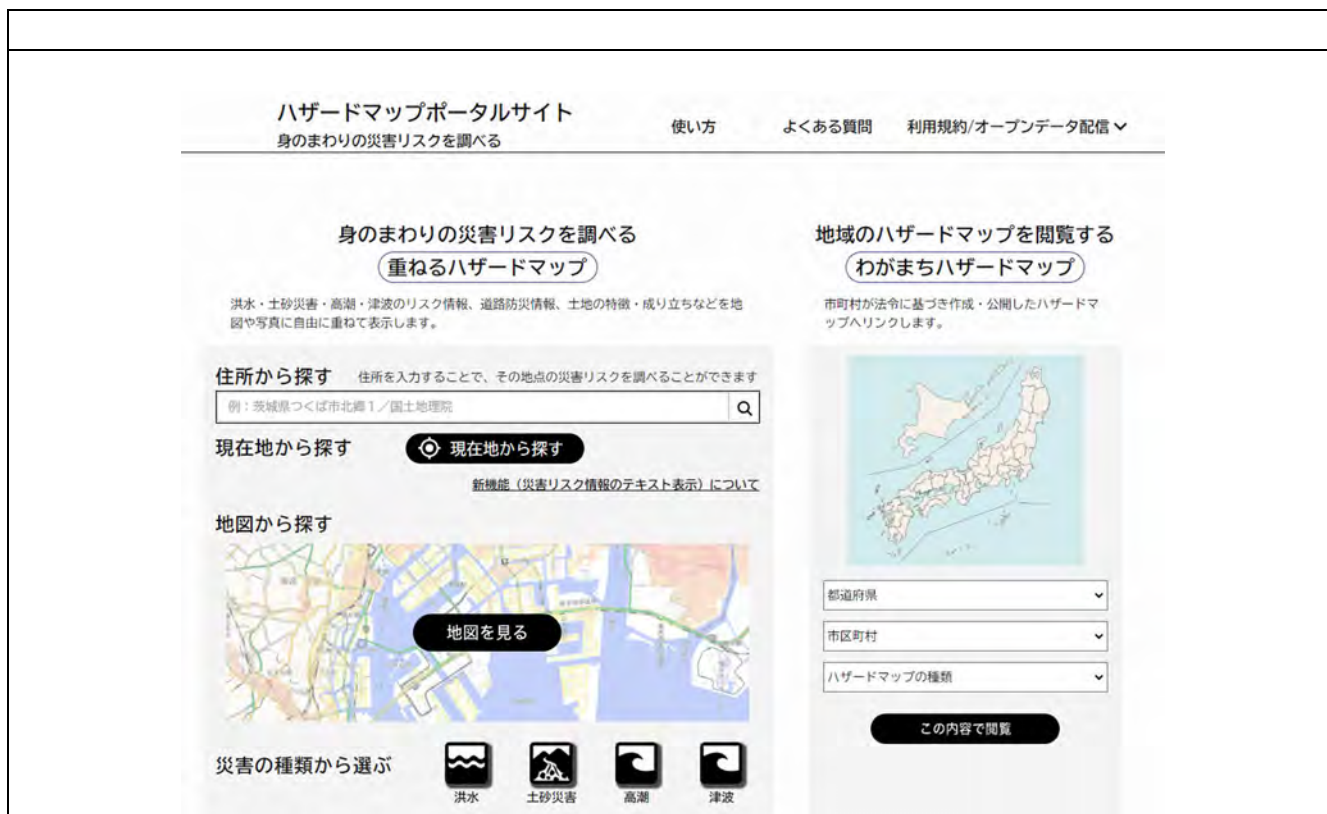 ハザードマップポータルサイト
身のまわりの災害リスクを調べる
使い方
よくある質問
利用規約/オープンデータ配信
身のまわりの災害リスクを調べる
重ねるハザードマップ
洪水・土砂災害・高潮・津波のリスク情報、道路防災情報、土地の特徴・成り立ちなどを地
図や写真に自由に重ねて表示します。
住所から探す
住所を入力することで、その地点の災害リスクを調べることができます
例：茨城県つくば市北郷１／国土地理院
現在地から探す
現在地から探す
新機能（災害リスク情報のテキスト表示）について
地図から探す
地図を見る
災害の種類から選ぶ
洪水
土砂災害
高潮
津波
地域のハザードマップを閲覧する
わがまちハザードマップ
市町村が法令に基づき作成・公開したハザードマ
ップへリンクします。
都道府県
市区町村
ハザードマップの種類
この内容で閲覧